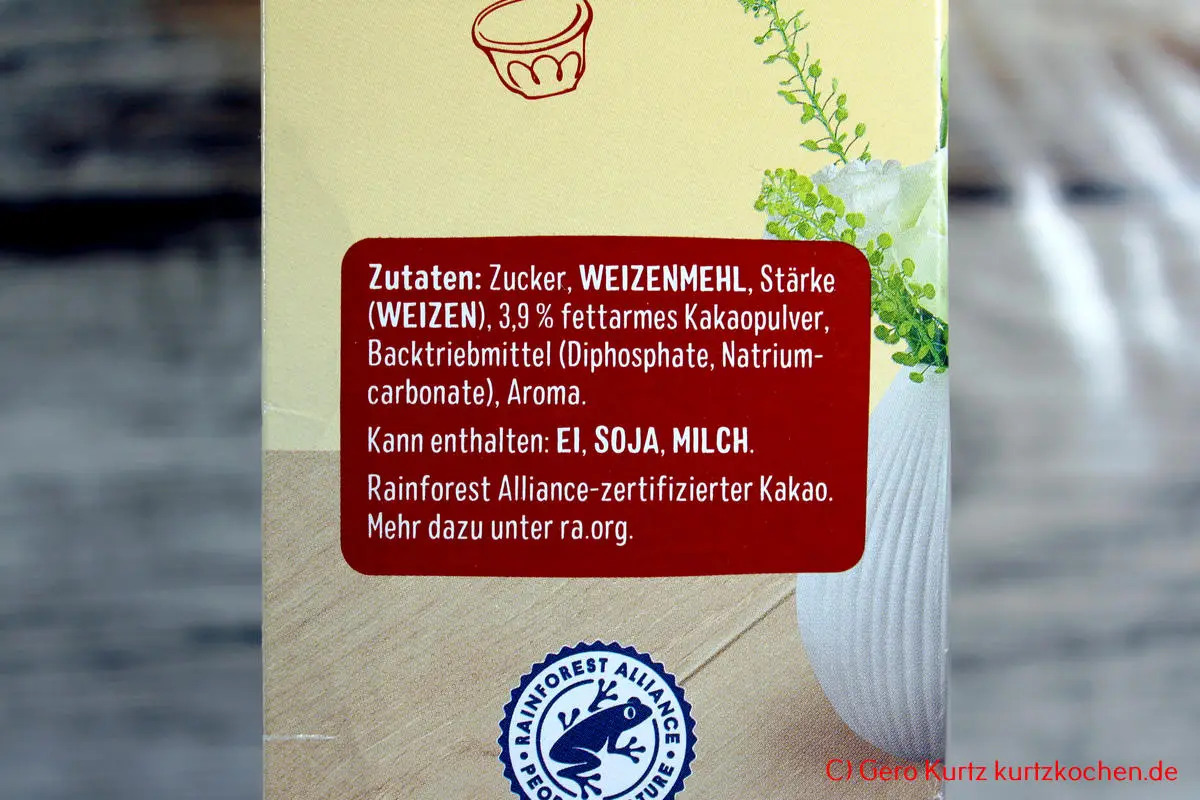 Zutaten: Zucker, WEIZENMEHL, Stärke
(WEIZEN), 3,9 % fettarmes Kakaopulver,
Backtriebmittel (Diphosphate, Natrium-
carbonate), Aroma.
Kann enthalten: EI, SOJA, MILCH.
Rainforest Alliance-zertifizierter Kakao.
Mehr dazu unter ra.org.
• RAINFOREST ALLIANCE •
C) Gero Kurtz kurtzkochen.de